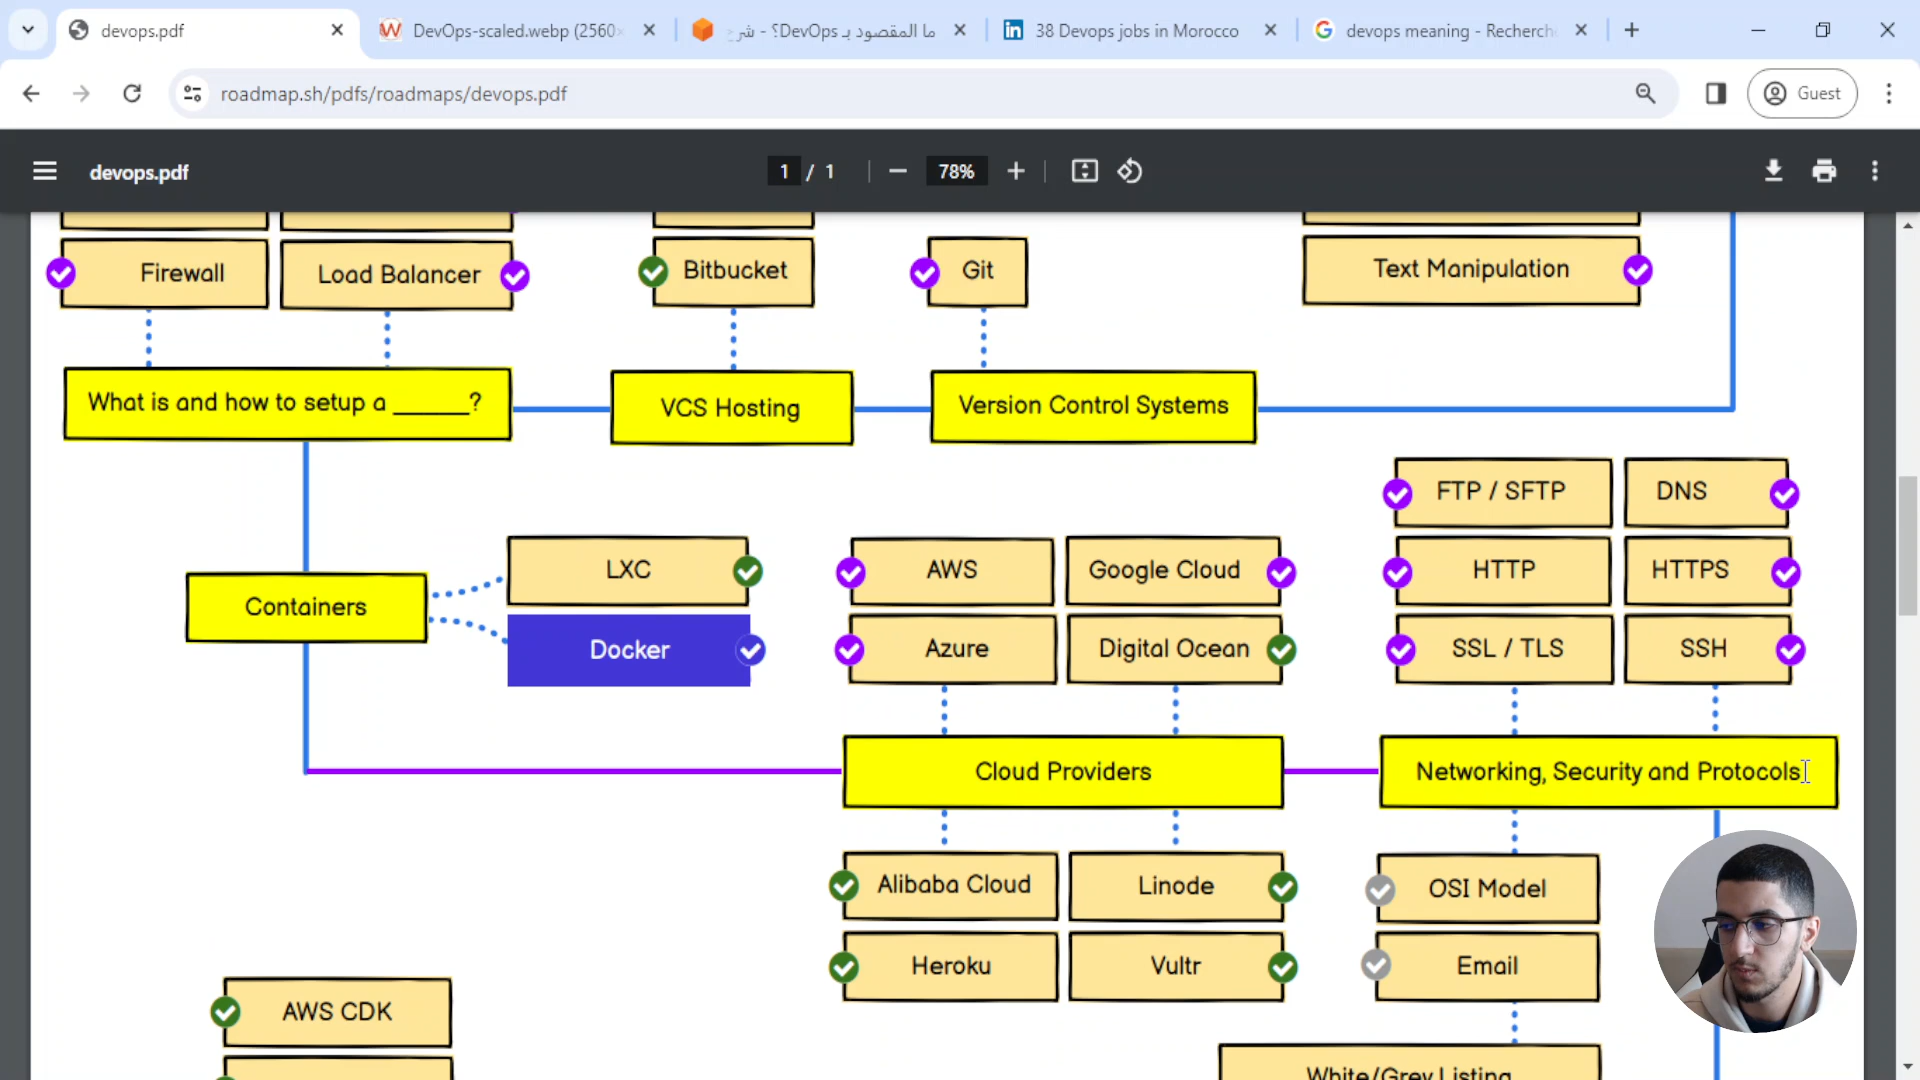 devops.pdf
DevOps-scaled.webp (2560×
ما المقصود بـ DevOps؟ - شرح
38 Devops jobs in Morocco
devops meaning - Recherch
roadmap.sh/pdfs/roadmaps/devops.pdf
Guest
devops.pdf
1 / 1
78%
Firewall
Load Balancer
Bitbucket
Git
Text Manipulation
What is and how to setup a ______?
VCS Hosting
Version Control Systems
FTP / SFTP
DNS
LXC
AWS
Google Cloud
HTTP
HTTPS
Containers
Docker
Azure
Digital Ocean
SSL / TLS
SSH
Cloud Providers
Networking, Security and Protocols
Alibaba Cloud
Linode
OSI Model
Heroku
Vultr
Email
AWS CDK
White/Grey Listing